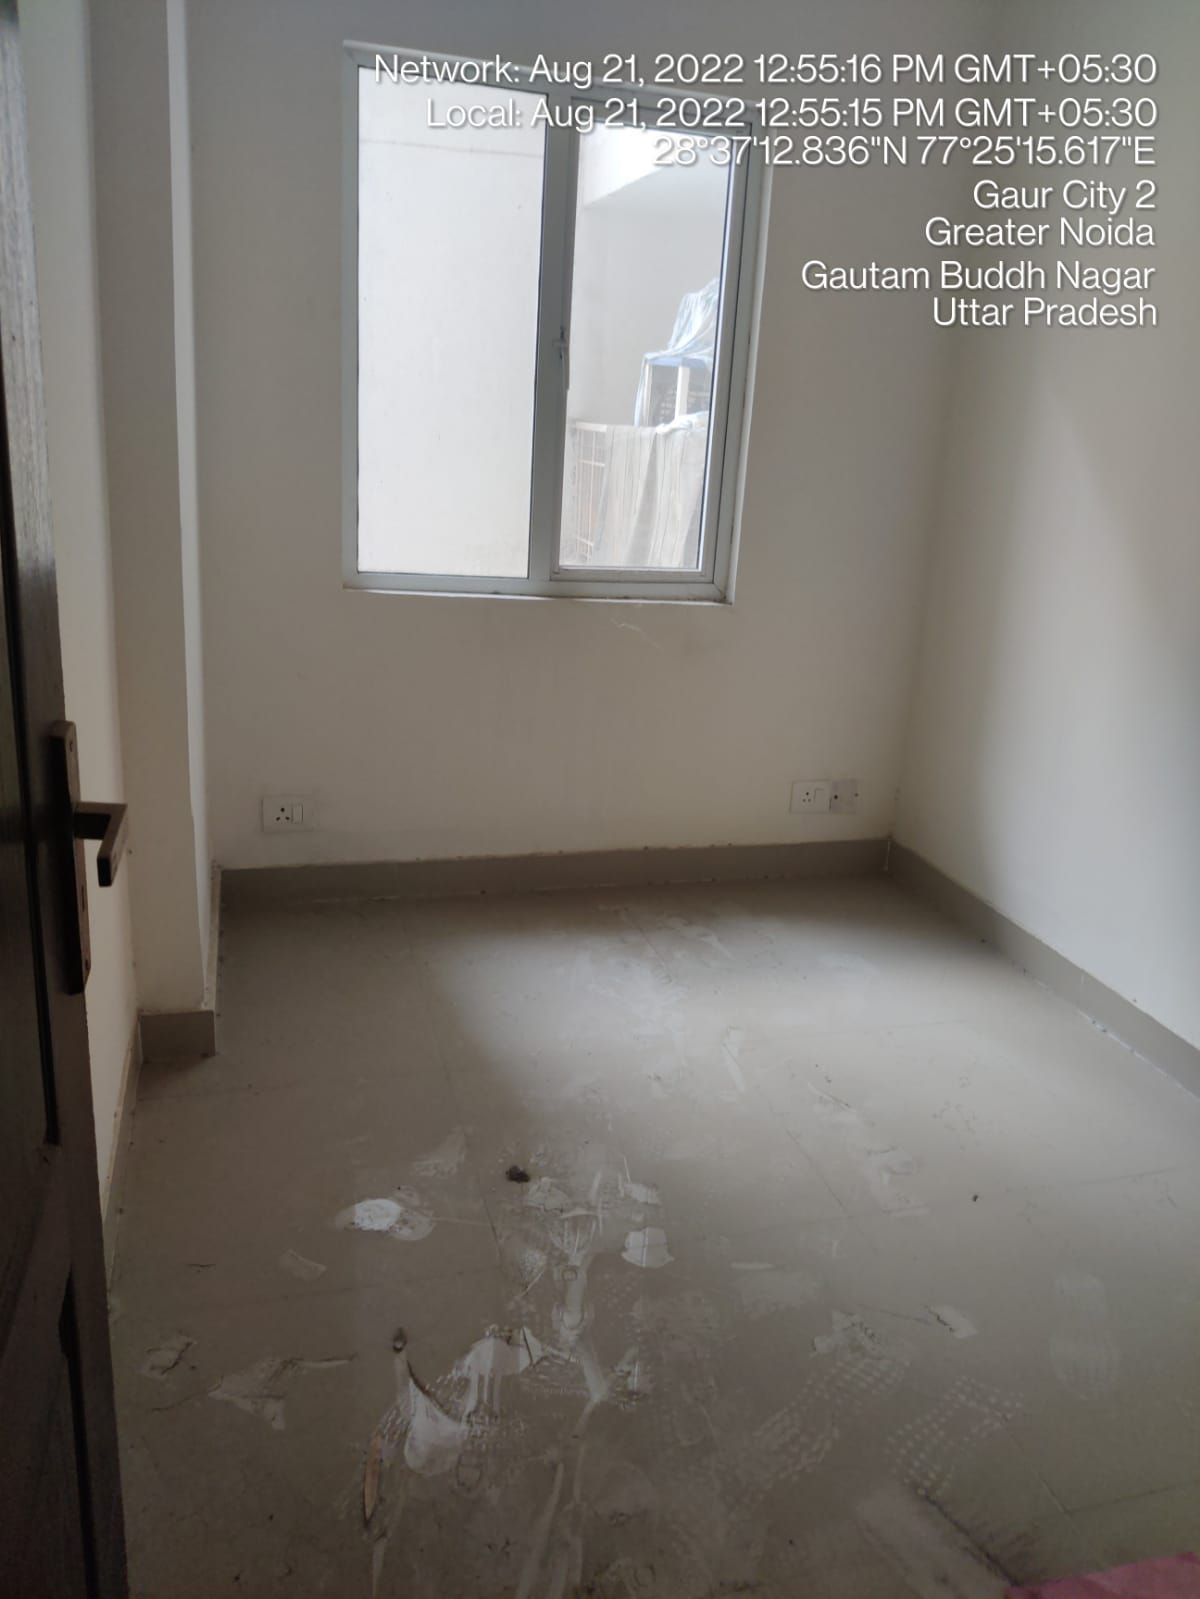 Network: Aug 21, 2022 12:55:16 PM GMT+05:30
Local: Aug 21, 2022 12:55:15 PM GMT+05:30
28°37'12.836"N 77°25'15.617"E
Gaur City 2
Greater Noida
Gautam Buddh Nagar
Uttar Pradesh